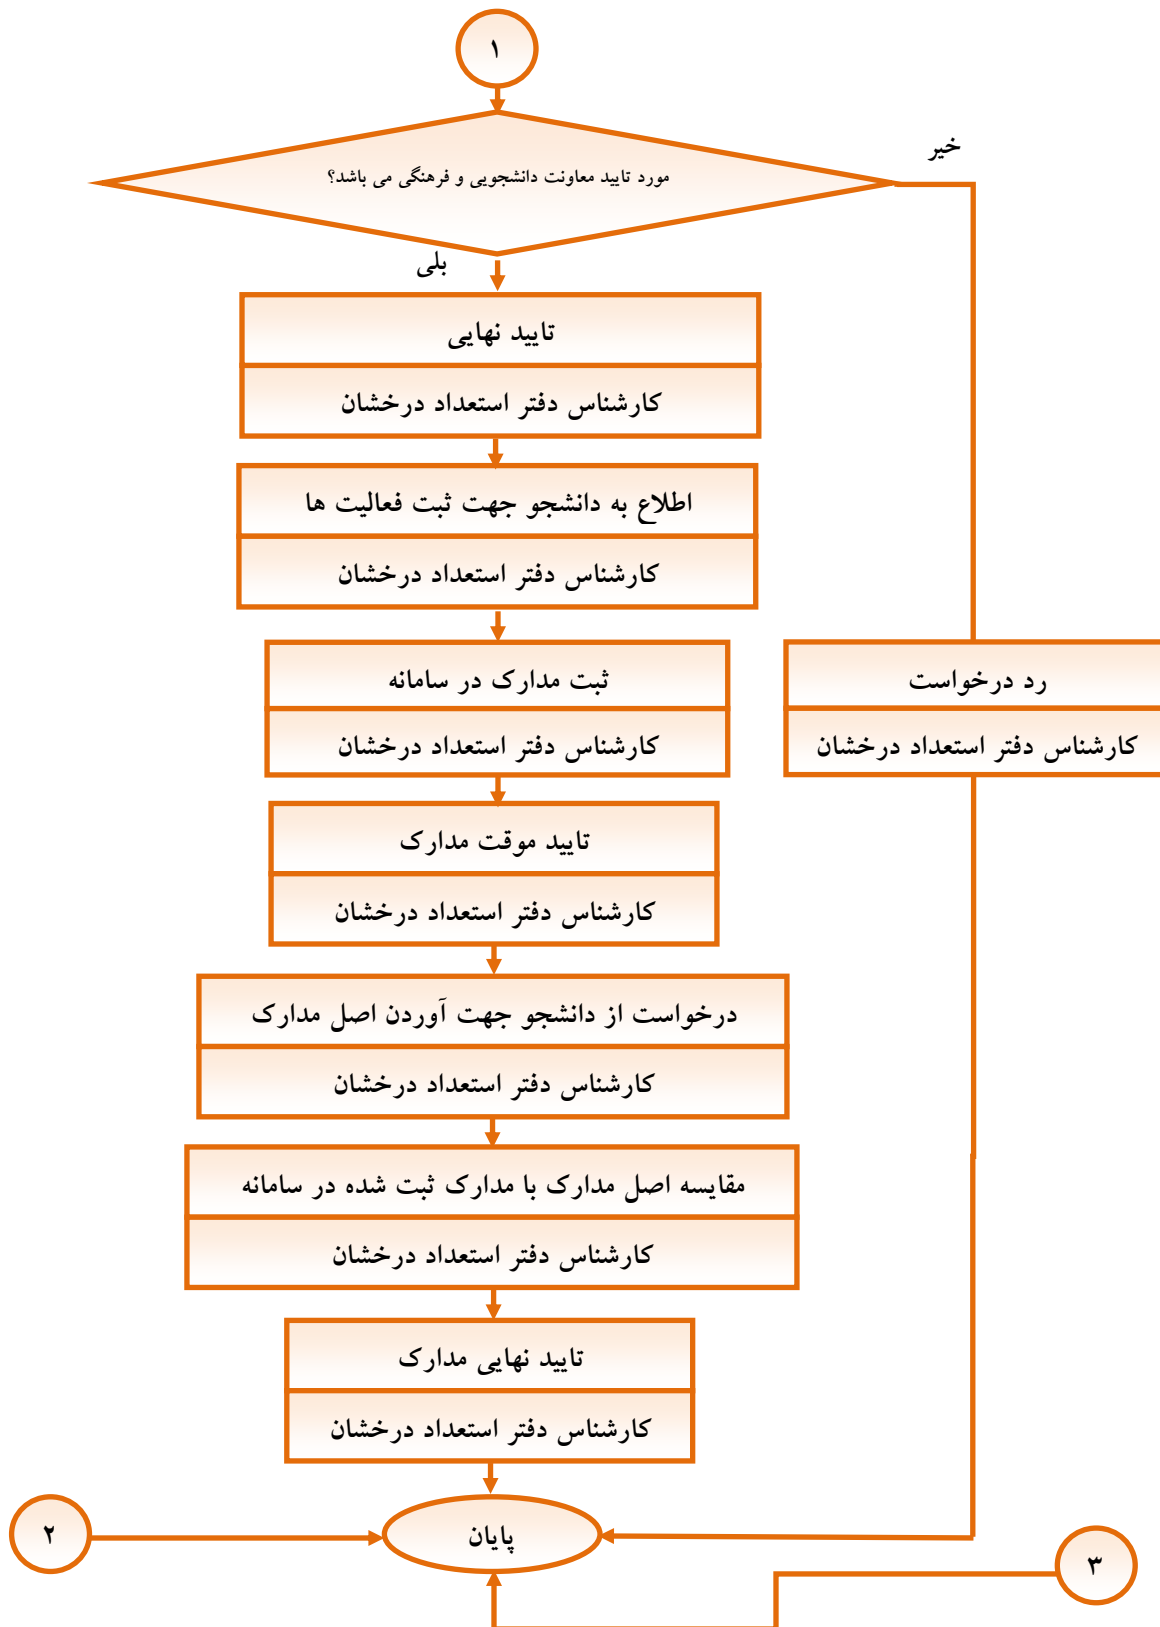 ۱
مورد تایید معاونت دانشجویی و فرهنگی می باشد؟
خیر
بلی
تایید نهایی
کارشناس دفتر استعداد درخشان
اطلاع به دانشجو جهت ثبت فعالیت ها
کارشناس دفتر استعداد درخشان
ثبت مدارک در سامانه
کارشناس دفتر استعداد درخشان
رد درخواست
کارشناس دفتر استعداد درخشان
تایید موقت مدارک
کارشناس دفتر استعداد درخشان
درخواست از دانشجو جهت آوردن اصل مدارک
کارشناس دفتر استعداد درخشان
مقایسه اصل مدارک با مدارک ثبت شده در سامانه
کارشناس دفتر استعداد درخشان
تایید نهایی مدارک
کارشناس دفتر استعداد درخشان
۲
پایان
۳